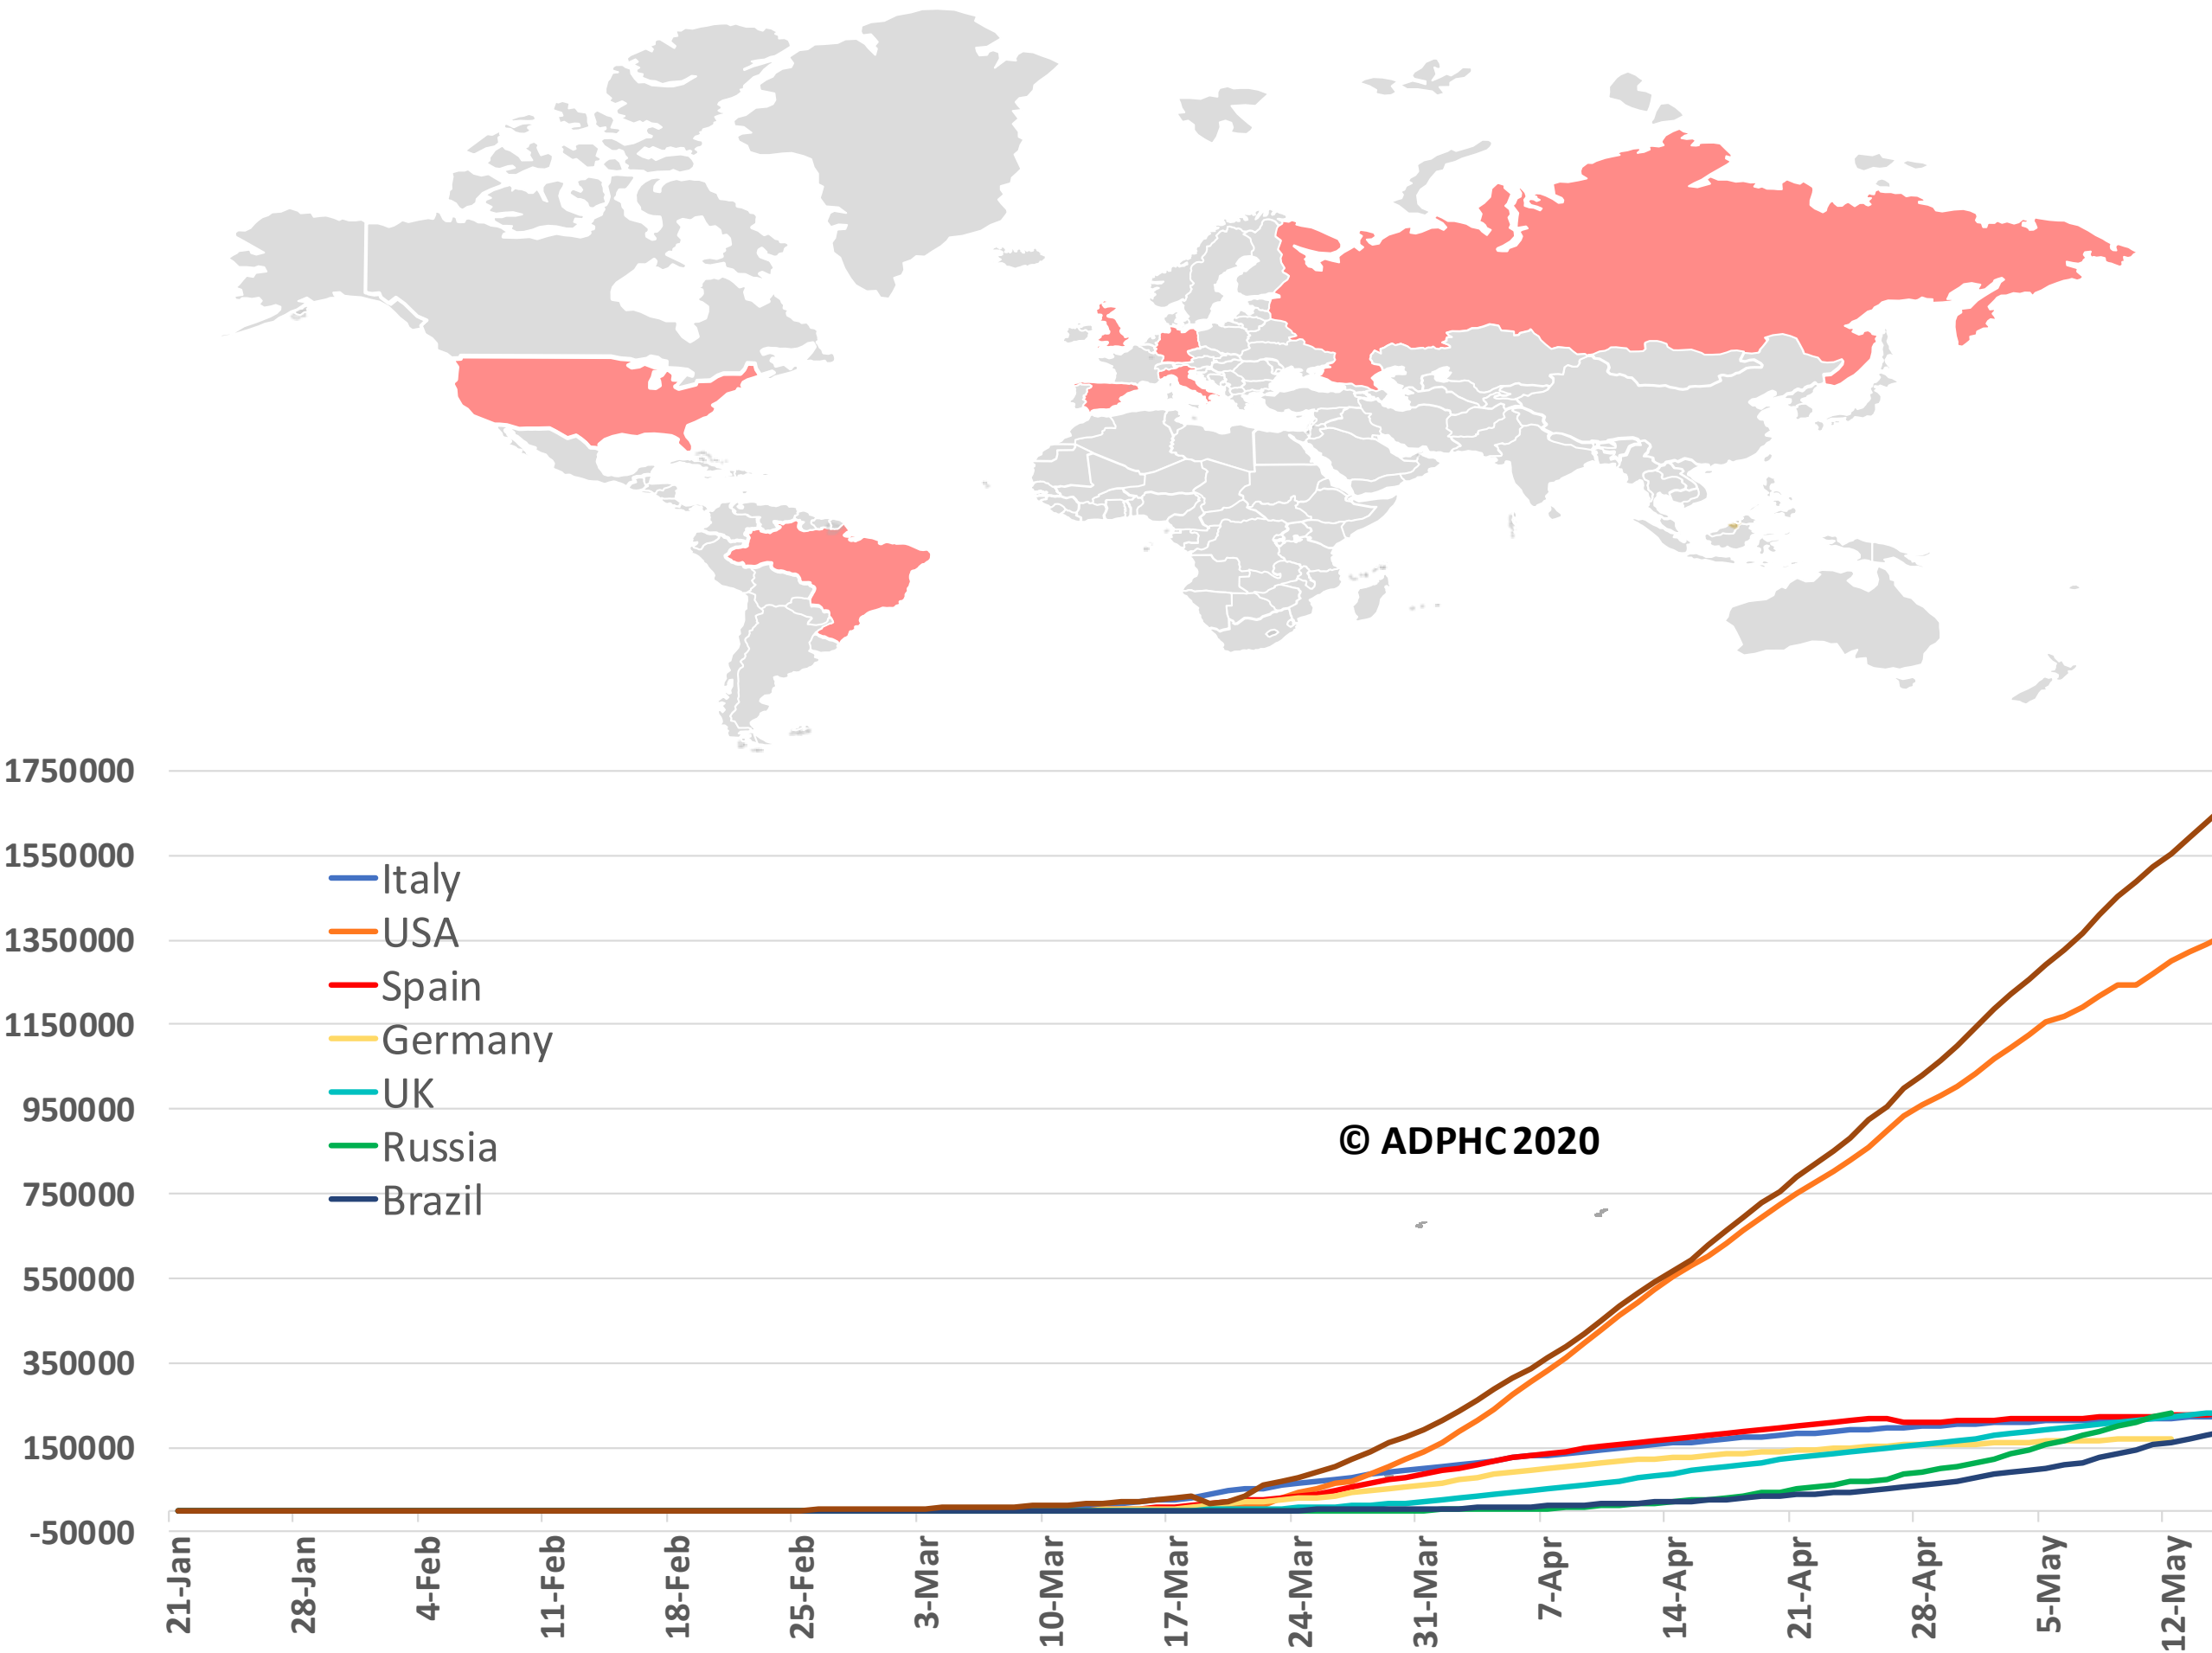 1750000
1550000
1350000
1150000
950000
750000
550000
350000
150000
-50000
Italy
USA
Spain
Germany
UK
Russia
Brazil
© ADPHC 2020
21-Jan
28-Jan
4-Feb
11-Feb
18-Feb
25-Feb
3-Mar
10-Mar
17-Mar
24-Mar
31-Mar
7-Apr
14-Apr
21-Apr
28-Apr
5-May
12-May